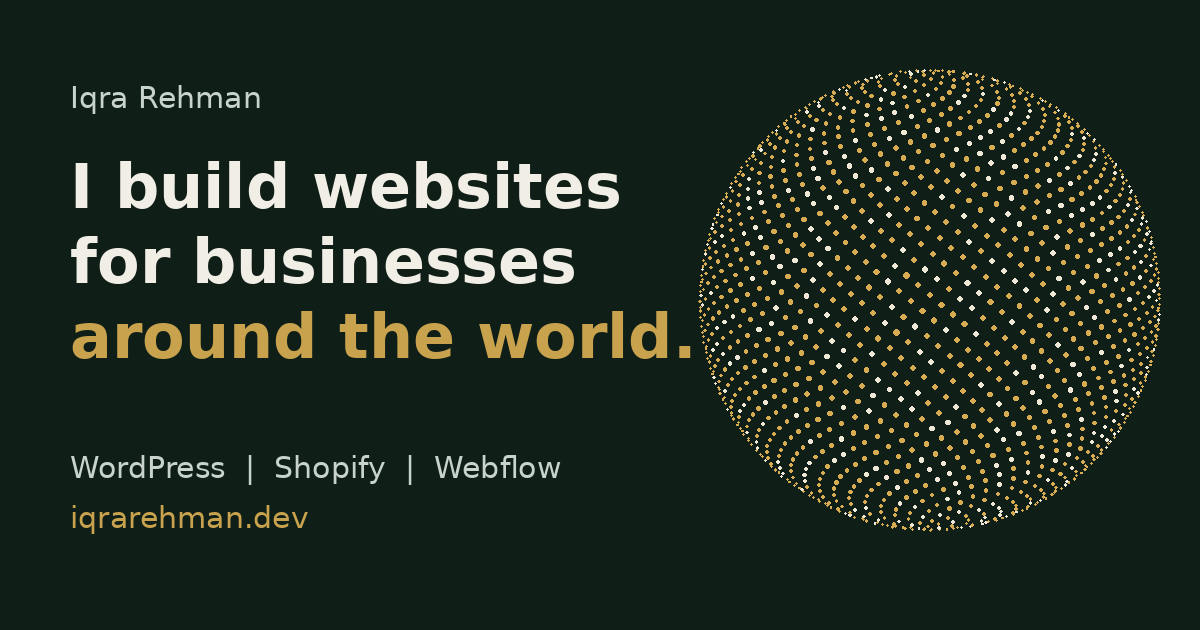 Iqra Rehman
I build websites
for businesses
around the world.
WordPress | Shopify | Webflow
iqrarehman.dev